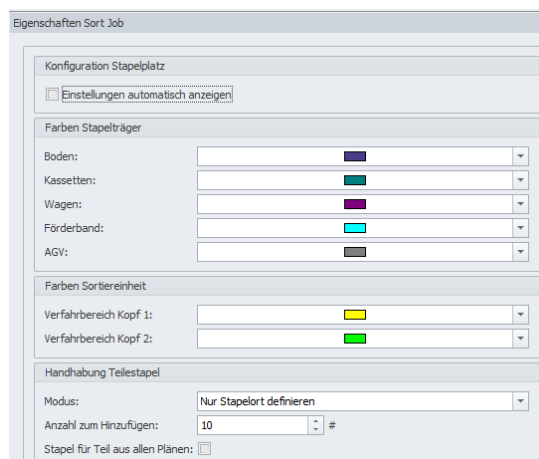 Eigenschaften Sort Job
Konfiguration Stapelplatz
Einstellungen automatisch anzeigen
Farben Stapelträger
Boden:
Kassetten:
Wagen:
Förderband:
AGV:
Farben Sortiereinheit
Verfahrbereich Kopf 1:
Verfahrbereich Kopf 2:
Handhabung Teilestapel
Modus: Nur Stapelort definieren
Anzahl zum Hinzufügen: 10 #
Stapel für Teil aus allen Plänen: